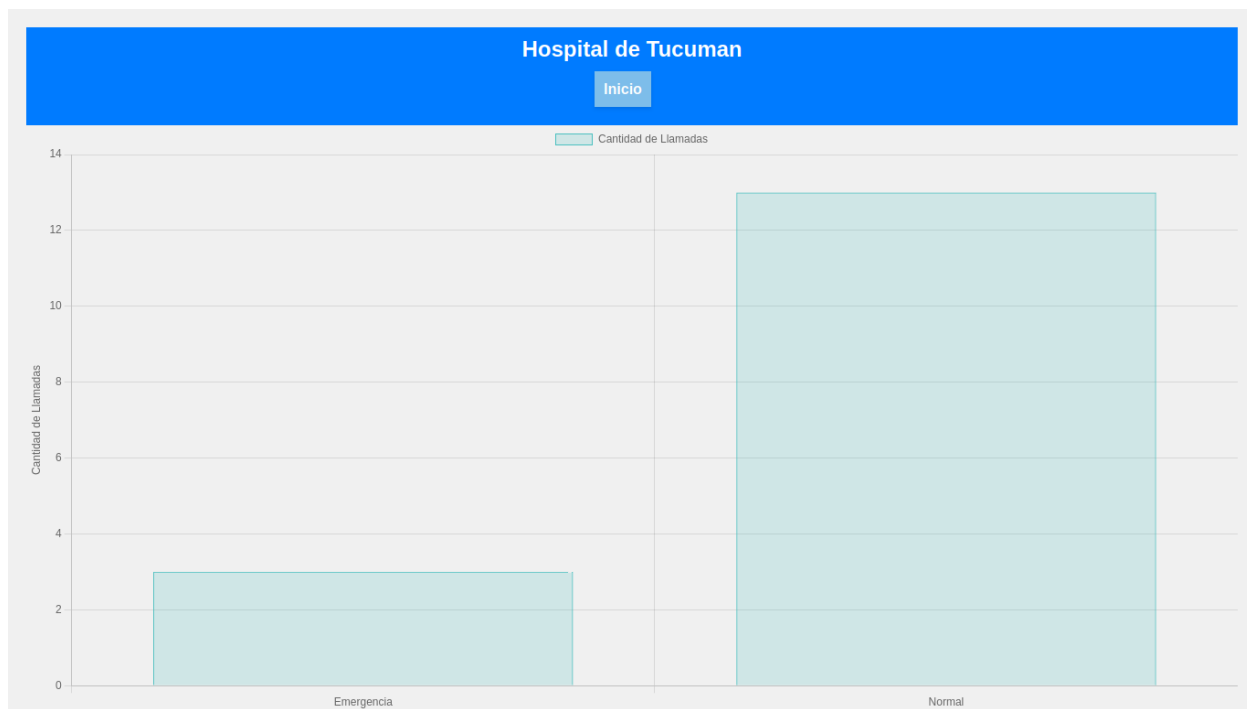 Hospital de Tucuman
Inicio
Cantidad de Llamadas
14
12
10
8
6
4
2
0
Cantidad de Llamadas
Emergencia
Normal